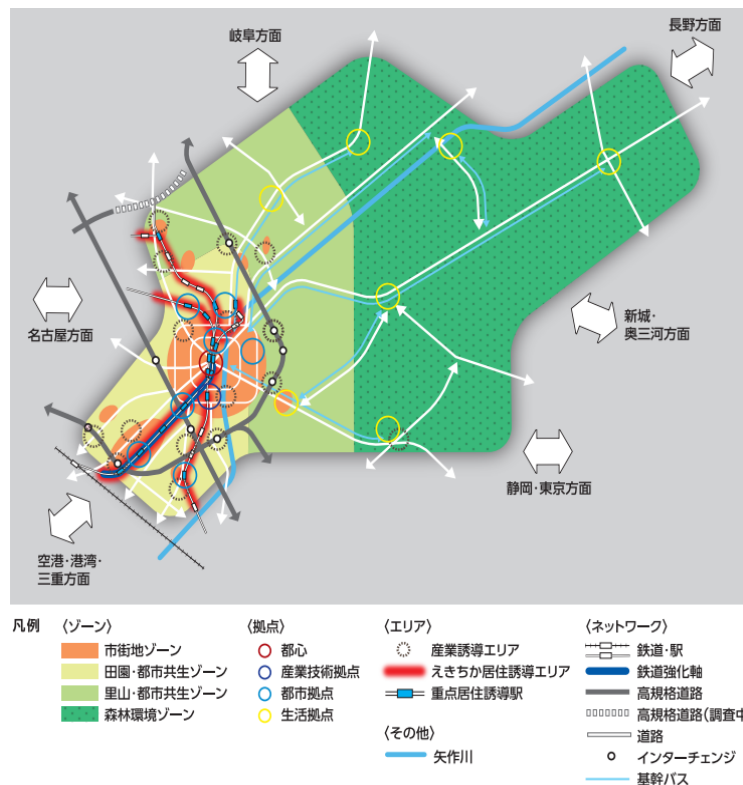 岐阜方面
長野方面
名古屋方面
新城・
奥三河方面
静岡・東京方面
空港・港湾・
三重方面
凡例
〈ゾーン〉
市街地ゾーン
田園・都市共生ゾーン
里山・都市共生ゾーン
森林環境ゾーン
〈拠点〉
都心
産業技術拠点
都市拠点
生活拠点
〈エリア〉
産業誘導エリア
えきちか居住誘導エリア
重点居住誘導駅
〈その他〉
矢作川
〈ネットワーク〉
鉄道・駅
鉄道強化軸
高規格道路
高規格道路(調査中
道路
インターチェンジ
基幹バス